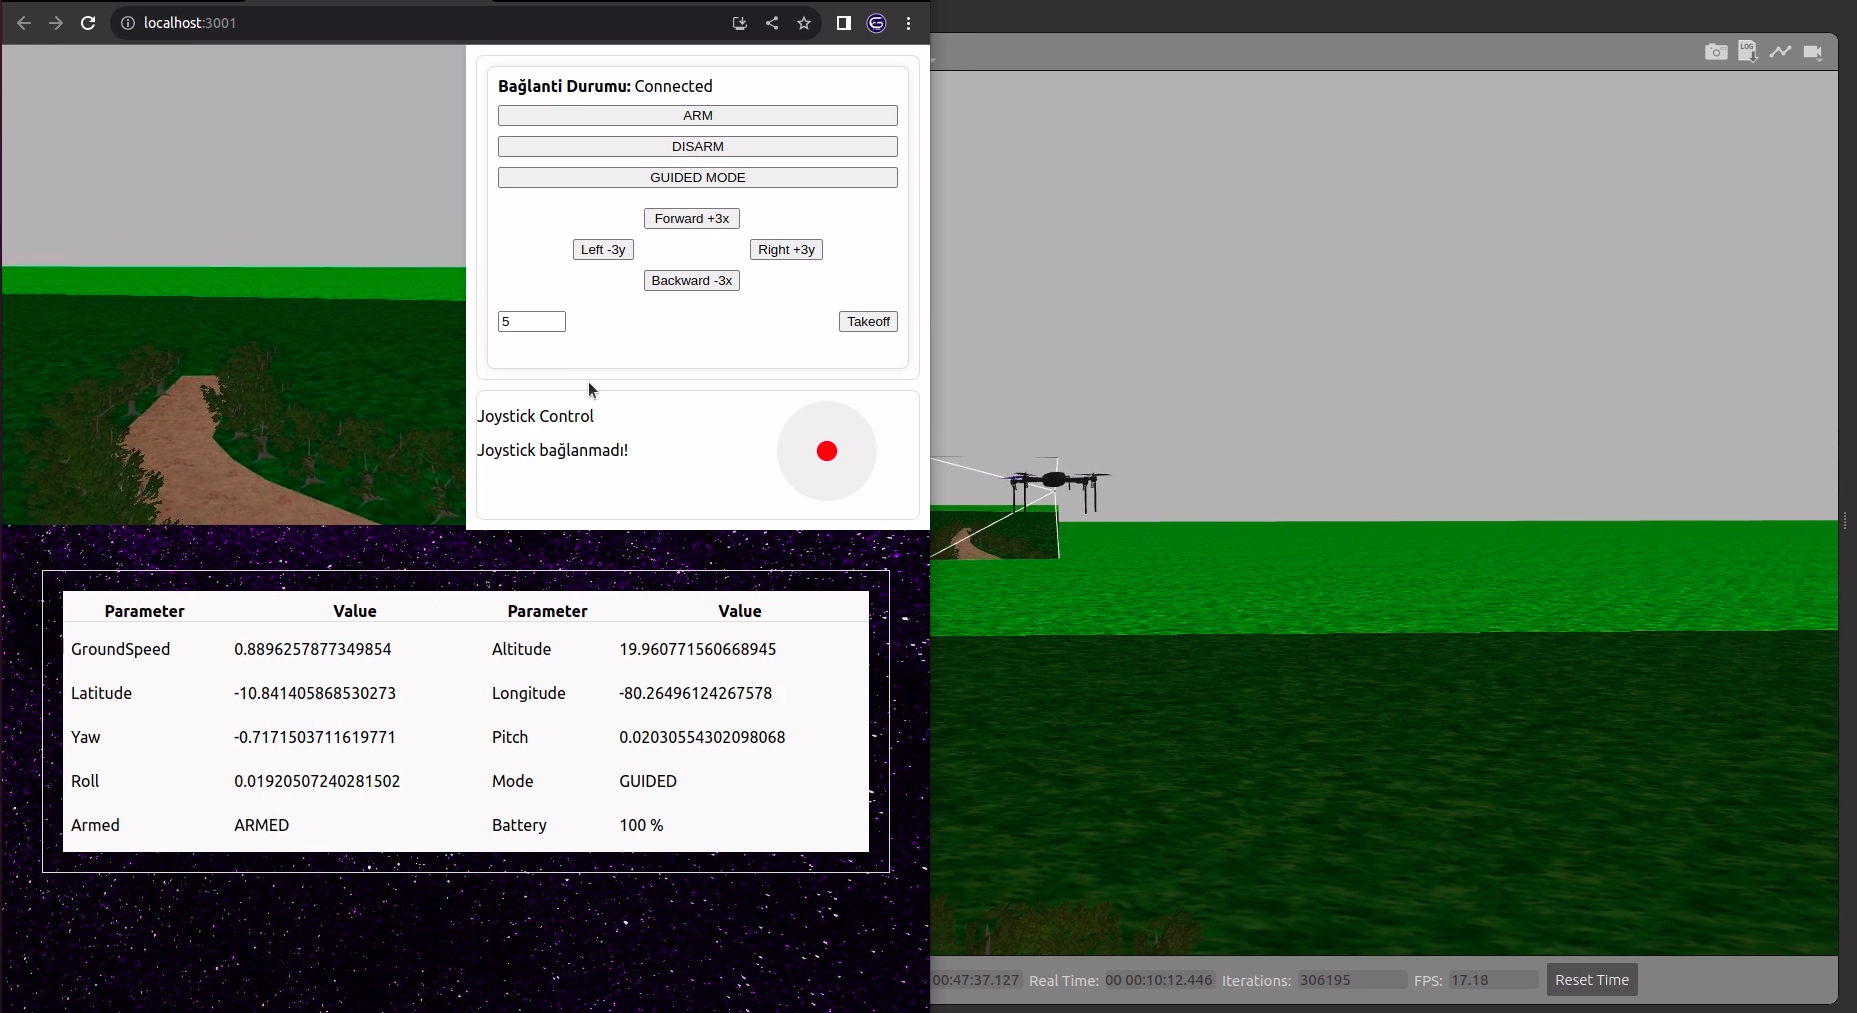 localhost:3001
Bağlanti Durumu: Connected
ARM
DISARM
GUIDED MODE
Forward +3x
Left -3y Right +3y
Backward -3x
5 Takeoff
Joystick Control
Joystick bağlanmadı!
Parameter Value Parameter Value
GroundSpeed 0.8896257877349854 Altitude 19.960771560668945
Latitude -10.841405868530273 Longitude -80.26496124267578
Yaw -0.7171503711619771 Pitch 0.02030554302098068
Roll 0.01920507240281502 Mode GUIDED
Armed ARMED Battery 100 %
LOG
00:47:37.127 Real Time: 00 00:10:12.446 Iterations: 306195 FPS: 17.18 Reset Time